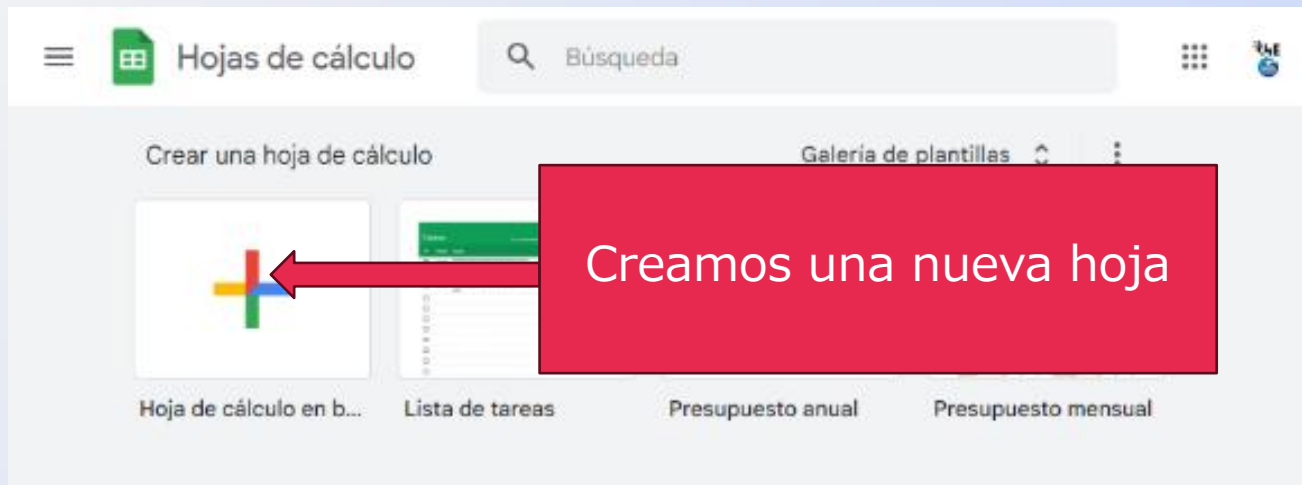 Hojas de cálculo
Búsqueda
Crear una hoja de cálculo
Galería de plantillas
Creamos una nueva hoja
Hoja de cálculo en b...
Lista de tareas
Presupuesto anual
Presupuesto mensual